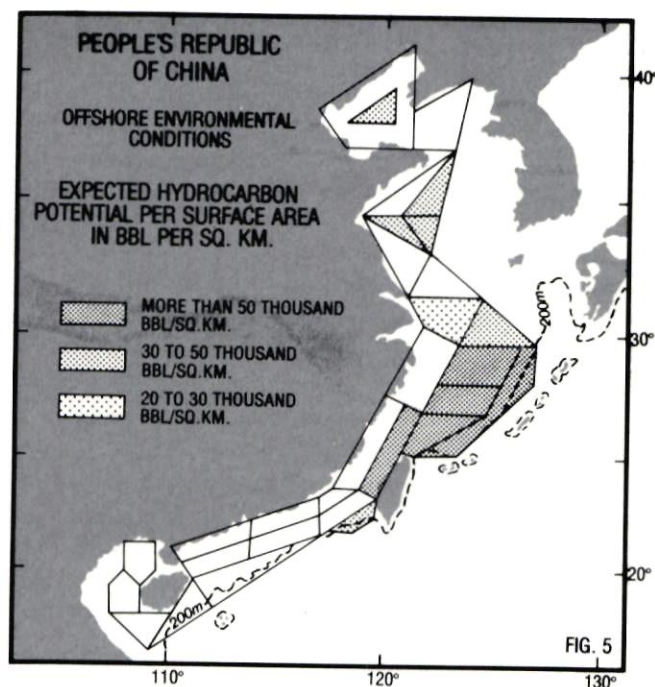 PEOPLE'S REPUBLIC
OF CHINA
OFFSHORE ENVIRONMENTAL
CONDITIONS
EXPECTED HYDROCARBON
POTENTIAL PER SURFACE AREA
IN BBL PER SQ. KM.
MORE THAN 50 THOUSAND
BBL/SQ.KM.
30 TO 50 THOUSAND
BBL/SQ.KM.
20 TO 30 THOUSAND
BBL/SQ.KM.
40°
200m
30°
20°
200m
FIG. 5
110°
120°
130°